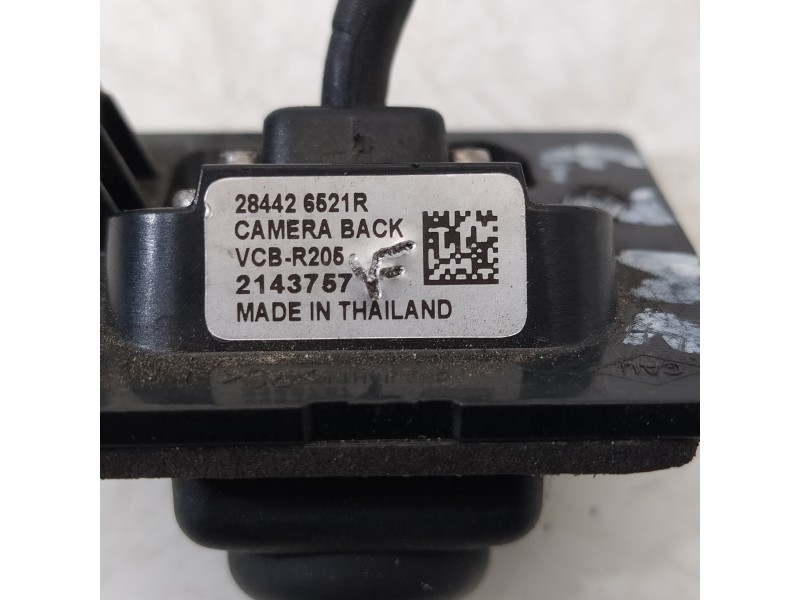 28442 6521R
CAMERA BACK
VCB-R205
2143757
MADE IN THAILAND